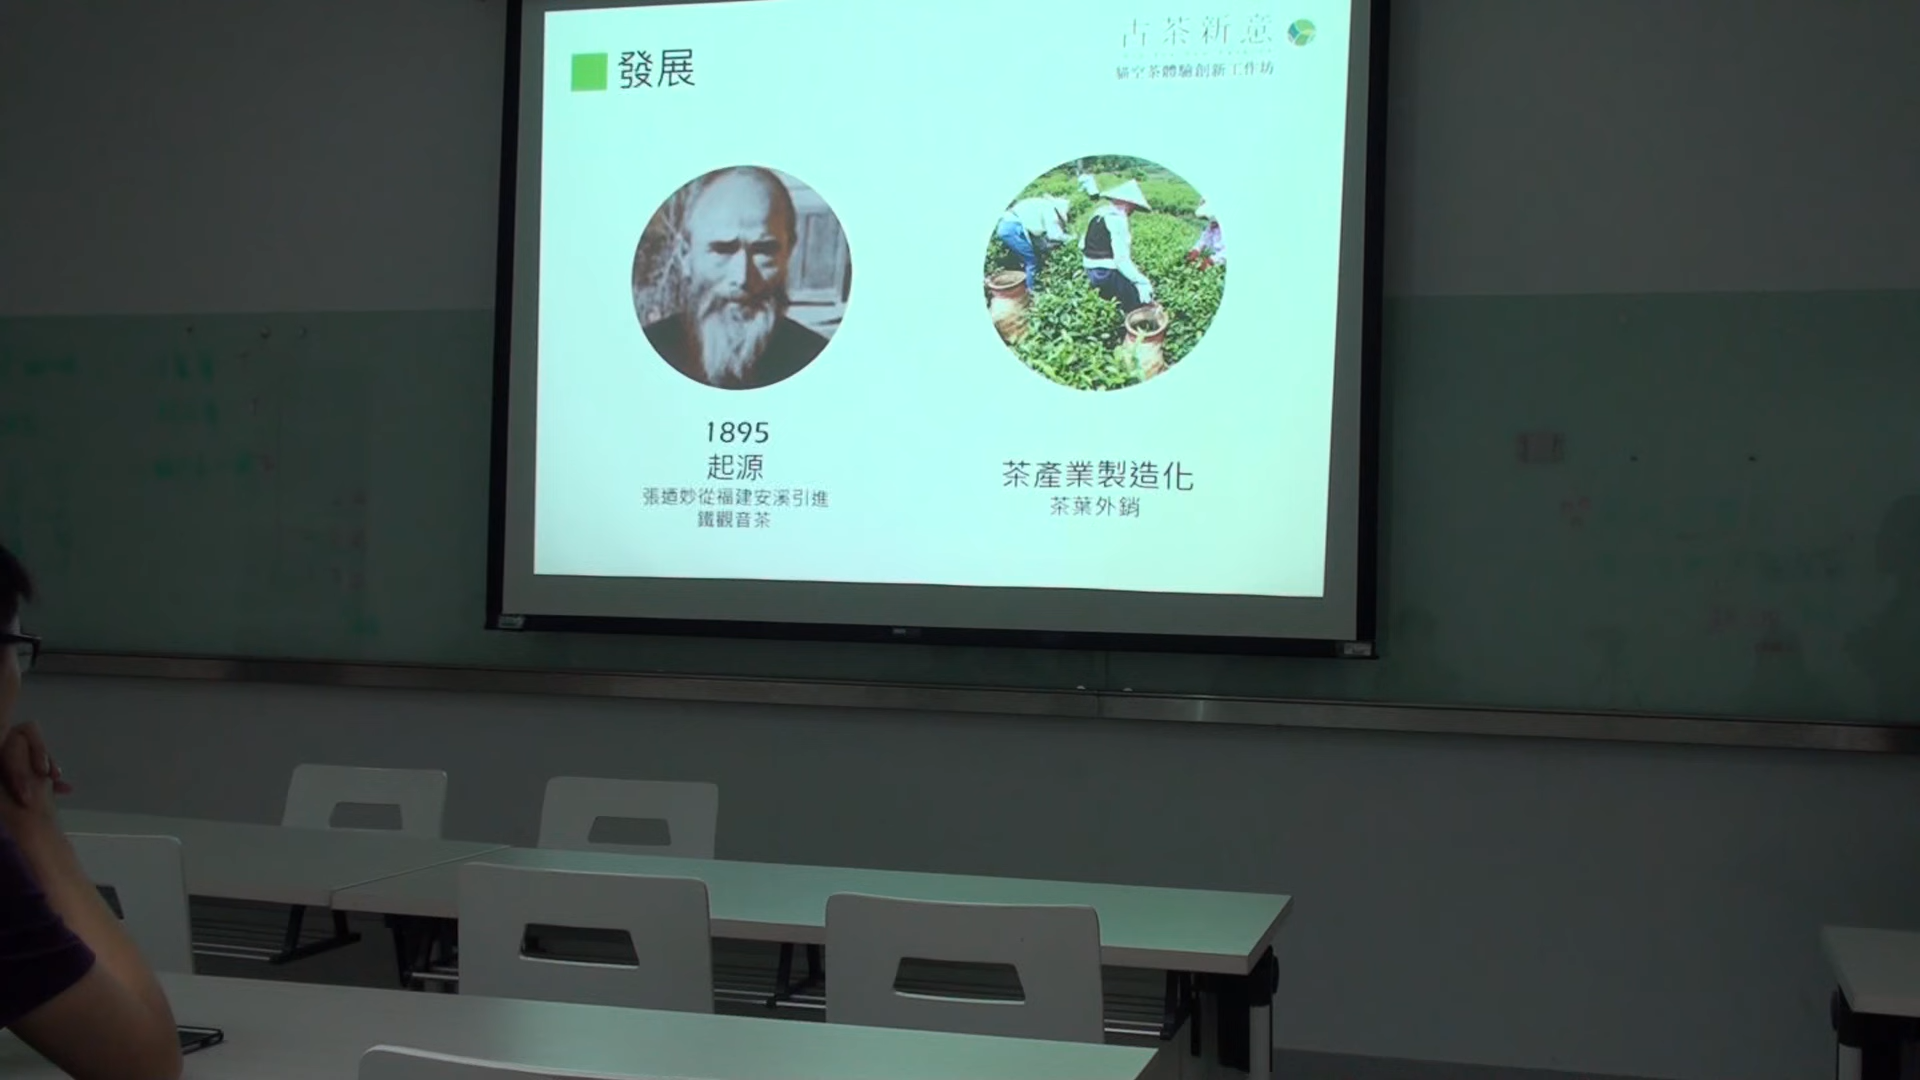 發展
古茶新意
貓空茶體驗創新工作坊
1895
起源
張迺妙從福建安溪引進
鐵觀音茶
茶產業製造化
茶葉外銷